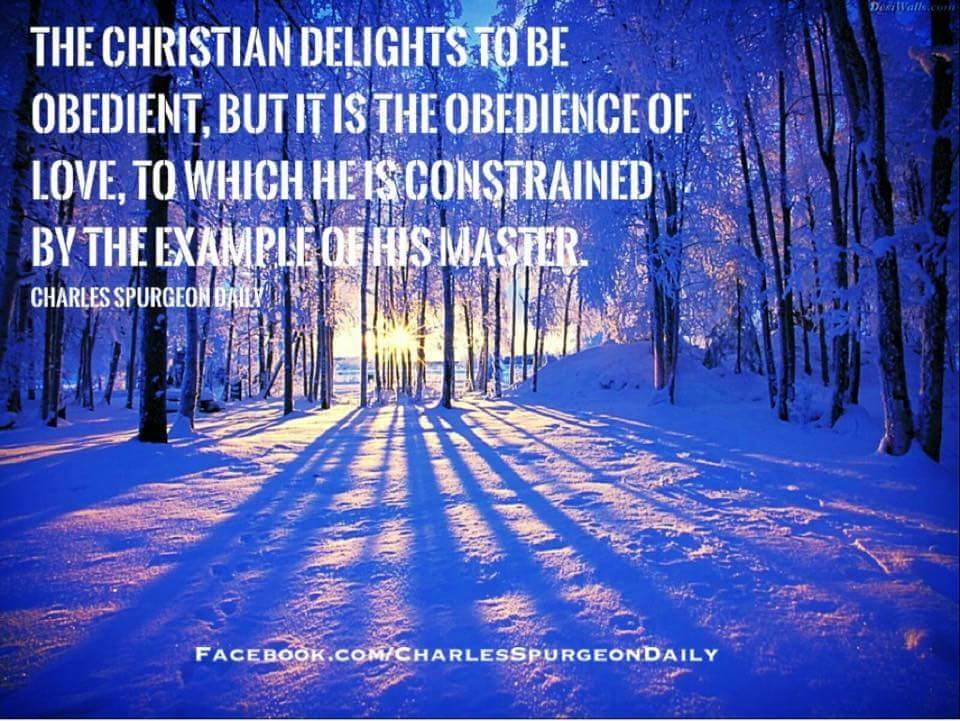 DesiWalls.com
THE CHRISTIAN DELIGHTS TO BE
OBEDIENT, BUT IT IS THE OBEDIENCE OF
LOVE, TO WHICH HE IS CONSTRAINED
BY THE EXAMPLE OF HIS MASTER.
CHARLES SPURGEON DAILY
FACEBOOK.COM/CHARLESSPURGEONDAILY